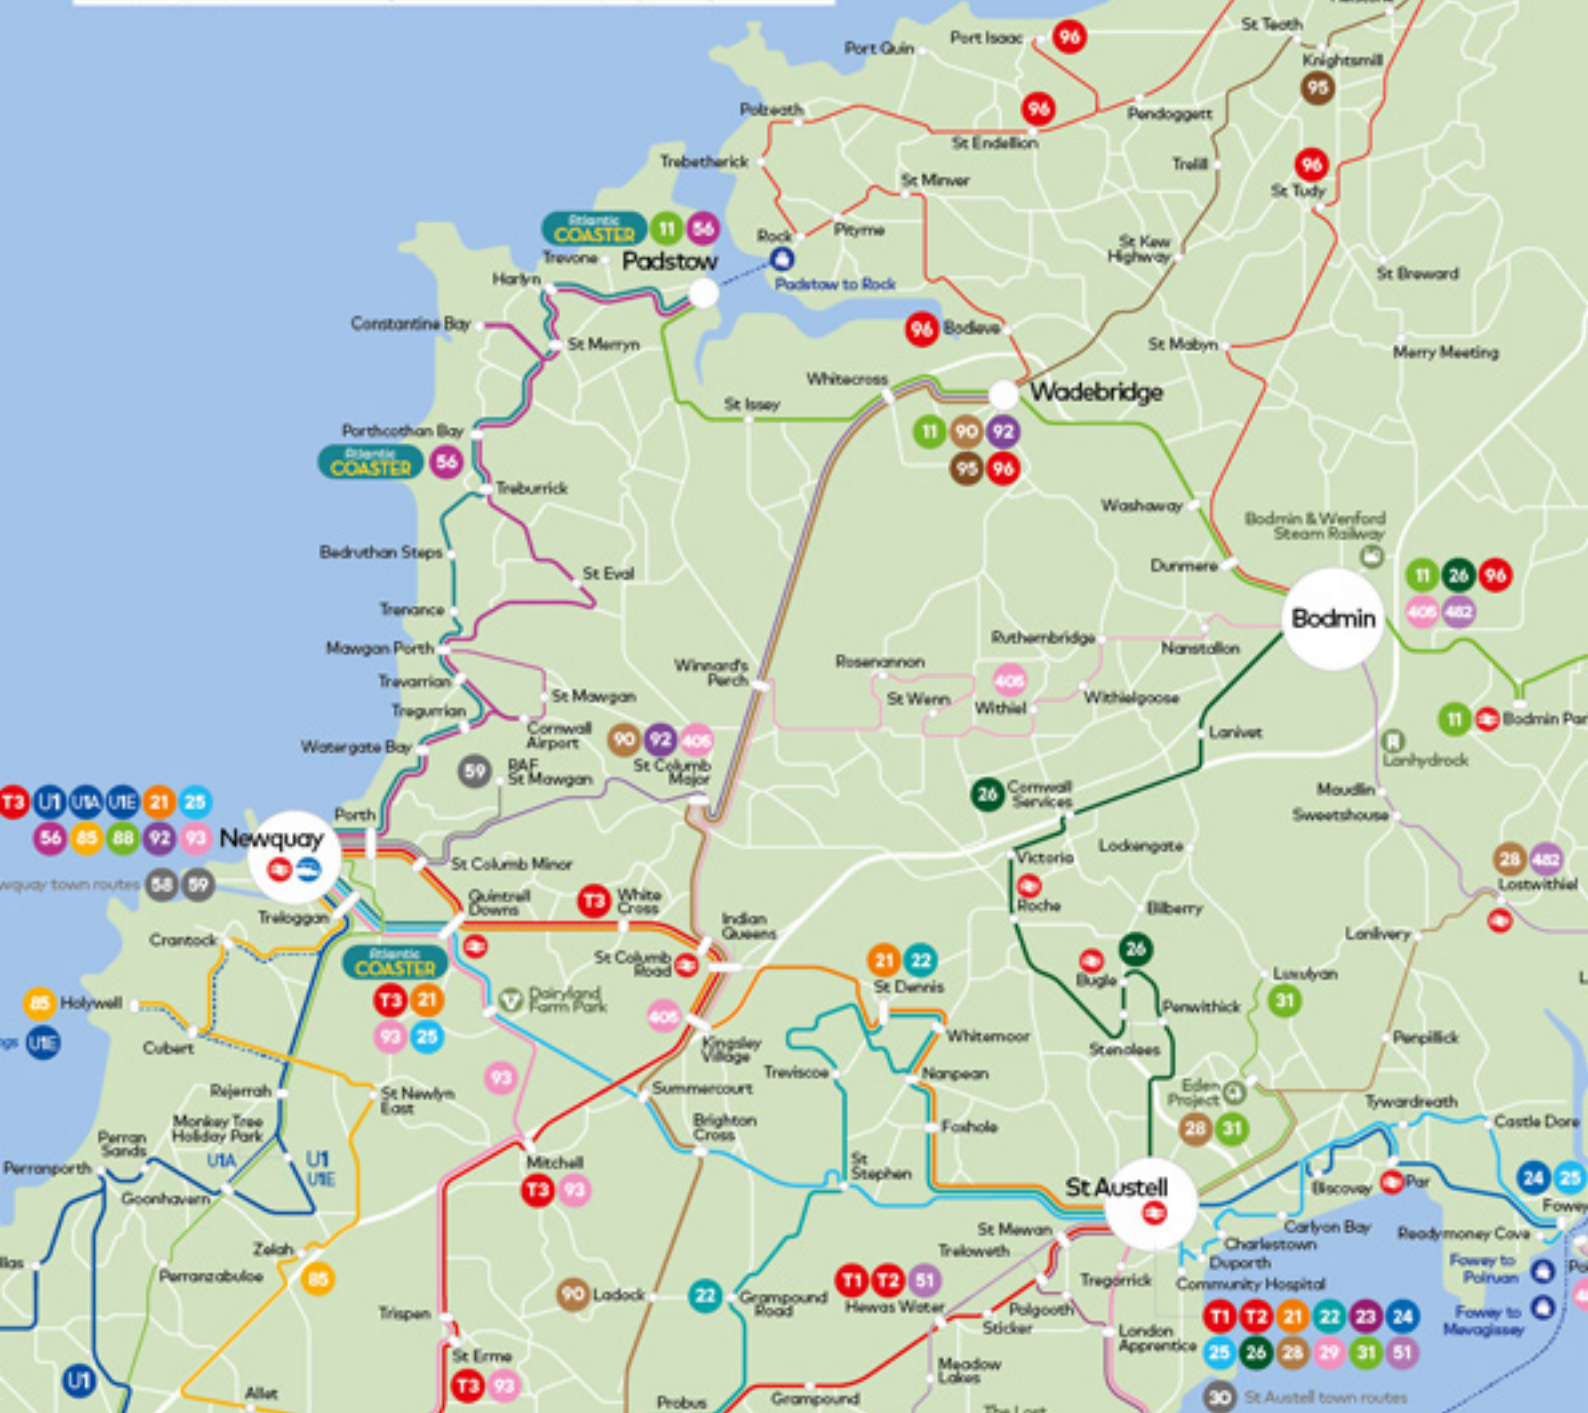 St Teath
Port Isaac
96
Port Quin
Knightsmill
95
Polzeath
96
Pendoggett
St Endellion
Trebetherick
Trelill
96
St Tudy
St Minver
Atlantic
COASTER
11
56
Rock
Pityme
Trevone
Padstow
St Kew
Highway
Harlyn
Padstow to Rock
St Breward
Constantine Bay
96
Bodieve
St Merryn
St Mabyn
Merry Meeting
Whitecross
Wadebridge
St Issey
Porthcothan Bay
11
90
92
Atlantic
COASTER
56
95
96
Treburrick
Washaway
Bodmin & Wenford
Steam Railway
Bedruthan Steps
Dunmere
St Eval
11
26
96
Trenance
405
482
Bodmin
Mawgan Porth
Ruthernbridge
Nanstallon
Winnard's
Perch
Rosenannon
Trevarrian
St Mawgan
St Wenn
405
Withiel
Withielgoose
Tregurrian
Cornwall
Airport
11
Bodmin Par
Watergate Bay
90
92
405
Lanivet
St Columb
Major
59
RAF
St Mawgan
Lanhydrock
26
Cornwall
Services
Maudlin
T3
U1
U1A
U1E
21
25
Porth
Sweetshouse
56
85
88
92
93
Newquay
Lockengate
Victoria
28
482
St Columb Minor
Lostwithiel
wquay town routes
58
59
Quintrell
Downs
T3
White
Cross
Roche
Bilberry
Treloggan
Indian
Queens
Crantock
Lanlivery
Atlantic
COASTER
St Columb
Road
21
22
26
St Dennis
Bugle
Luxulyan
T3
21
Dairyland
Farm Park
31
85
Holywell
405
Penwithick
93
25
Whitemoor
ngs
U1E
Cubert
Kingsley
Village
Stenalees
Penpillick
93
Treviscoe
Nanpean
Rejerrah
St Newlyn
East
Summercourt
Eden
Project
Tywardreath
Monkey Tree
Holiday Park
Brighton
Cross
Foxhole
28
31
Castle Dore
Perran
Sands
U1A
U1
U1E
Perranporth
Mitchell
St
Stephen
Goonhavern
T3
93
St Austell
Biscovey
Par
24
25
Fowey
Carlyon Bay
Readymoney Cove
St Mewan
Charlestown
Zelah
Treloweth
Duporth
Fowey to
Polruan
llas
Perranzabuloe
85
Tregorrick
Community Hospital
T1
T2
51
90
Ladock
22
Grampound
Road
Hewas Water
Polgooth
Fowey to
Mevagissey
Trispen
Sticker
T1
T2
21
22
23
24
London
Apprentice
25
26
28
29
31
51
St Erme
Meadow
Lakes
T3
93
U1
Allet
Probus
Grampound
30
St Austell town routes
The Lost